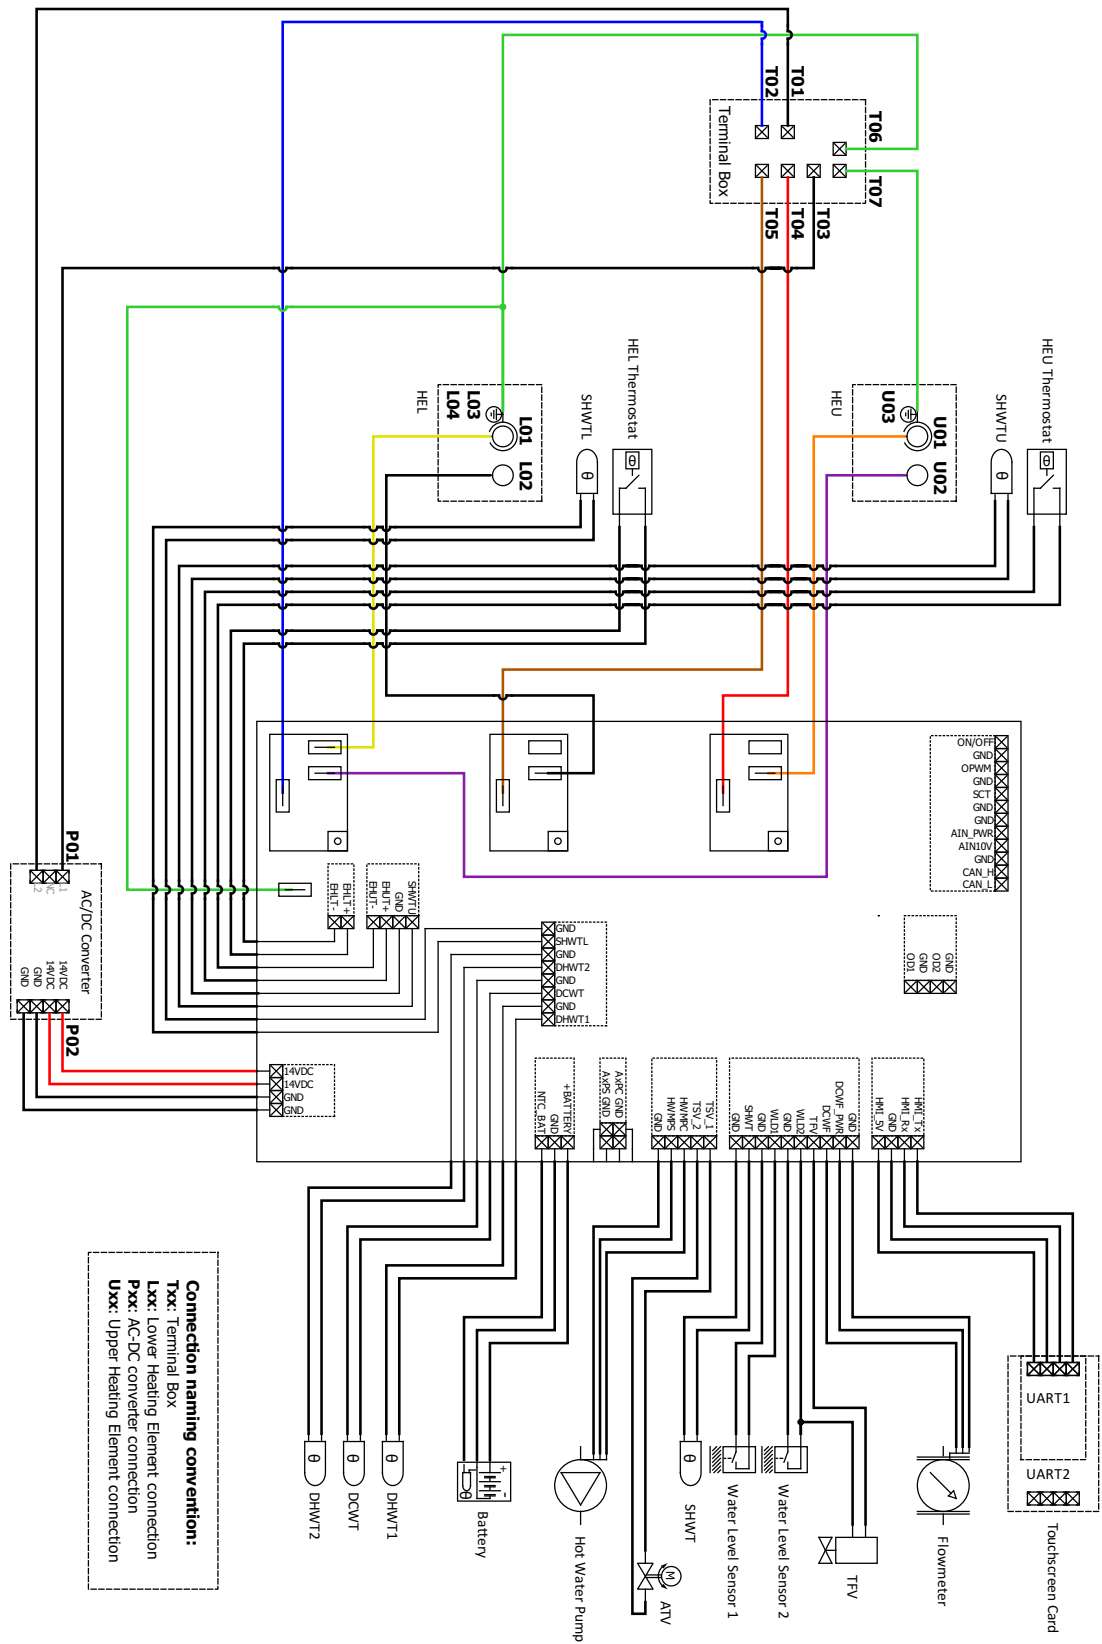 T02
T01
T06
T07
Terminal Box
T05
T04
T03
HEL Thermostat
HEU Thermostat
SHWTL
SHWTU
HEL
L04
L03
L01
L02
HEU
U03
U01
U02
θ
θ
θ
θ
ON/OFF
GND
OPWM
GND
SCT
GND
GND
AIN_PWR
AIN10V
GND
CAN_H
CAN_L
P01
L2
NC
L1
AC/DC Converter
GND
GND
14VDC
14VDC
P02
EHLT-
EHLT+
EHUT-
EHUT+
GND
SHWTU
GND
SHWTL
GND
DHWT2
GND
DCWT
GND
DHWT1
OD1
GND
OD2
GND
14VDC
14VDC
GND
GND
NTC_BAT
GND
+BATTERY
AxPS GND
AxPC GND
GND
HWMPS
HWMPC
TSV_2
TSV_1
GND
SHWT
GND
WLD1
GND
WLD2
TFV
DCWF
DCWF_PWR
GND
HMI_5V
GND
HMI_Rx
HMI_Tx
Connection naming convention:
Txx: Terminal Box
Lxx: Lower Heating Element connection
Pxx: AC-DC converter connection
Uxx: Upper Heating Element connection
θ
DHWT2
θ
DCWT
θ
DHWT1
+
-
θ
Battery
Hot Water Pump
M
ATV
θ
SHWT
Water Level Sensor 1
Water Level Sensor 2
TFV
Flowmeter
UART1
UART2
Touchscreen Card